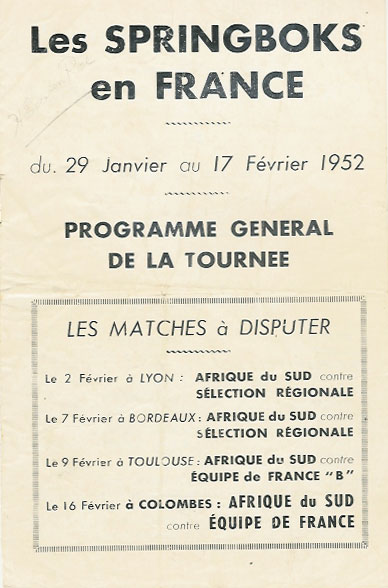 Les SPRINGBOKS
en FRANCE
du 29 Janvier au 17 Février 1952
PROGRAMME GENERAL
DE LA TOURNEE
LES MATCHES à DISPUTER
Le 2 Février à LYON : AFRIQUE du SUD contre
SÉLECTION RÉGIONALE
Le 7 Février à BORDEAUX : AFRIQUE du SUD contre
SÉLECTION RÉGIONALE
Le 9 Février à TOULOUSE : AFRIQUE du SUD contre
ÉQUIPE de FRANCE "B"
Le 16 Février à COLOMBES : AFRIQUE du SUD
contre ÉQUIPE DE FRANCE